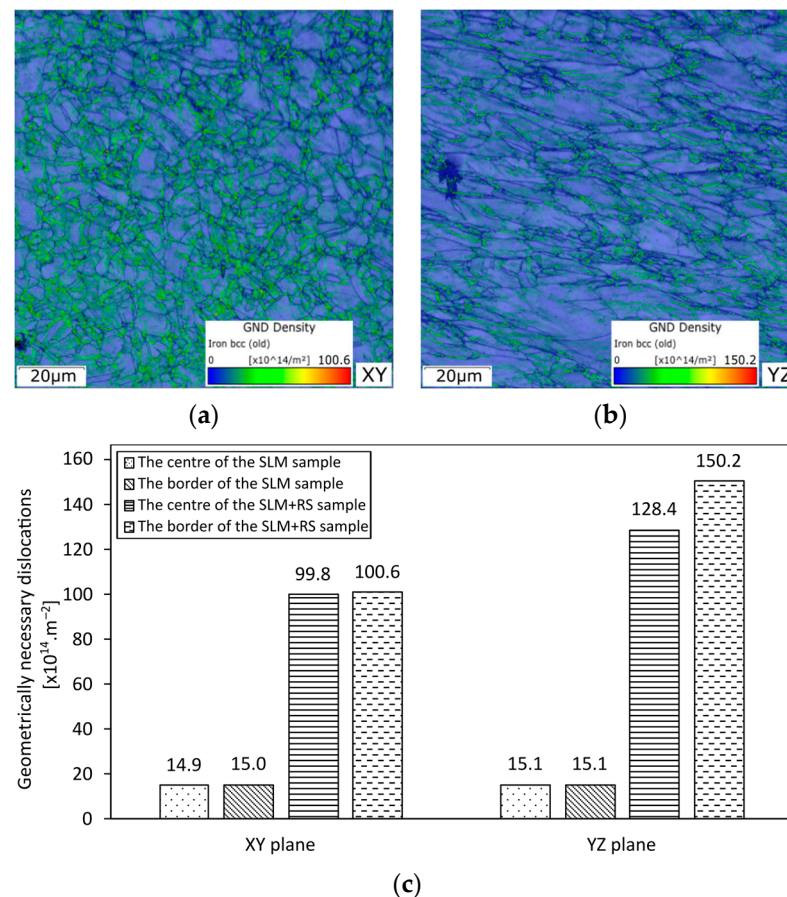 GND Density
Iron bcc (old)
0 [x10^14/m²] 100.6
20µm
XY
GND Density
Iron bcc (old)
0 [x10^14/m²] 150.2
20µm
YZ
(a)
(b)
Geometrically necessary dislocations
[x10¹⁴.m⁻²]
160
140
120
100
80
60
40
20
0
The centre of the SLM sample
The border of the SLM sample
The centre of the SLM+RS sample
The border of the SLM+RS sample
14.9
15.0
99.8
100.6
15.1
15.1
128.4
150.2
XY plane
YZ plane
(c)